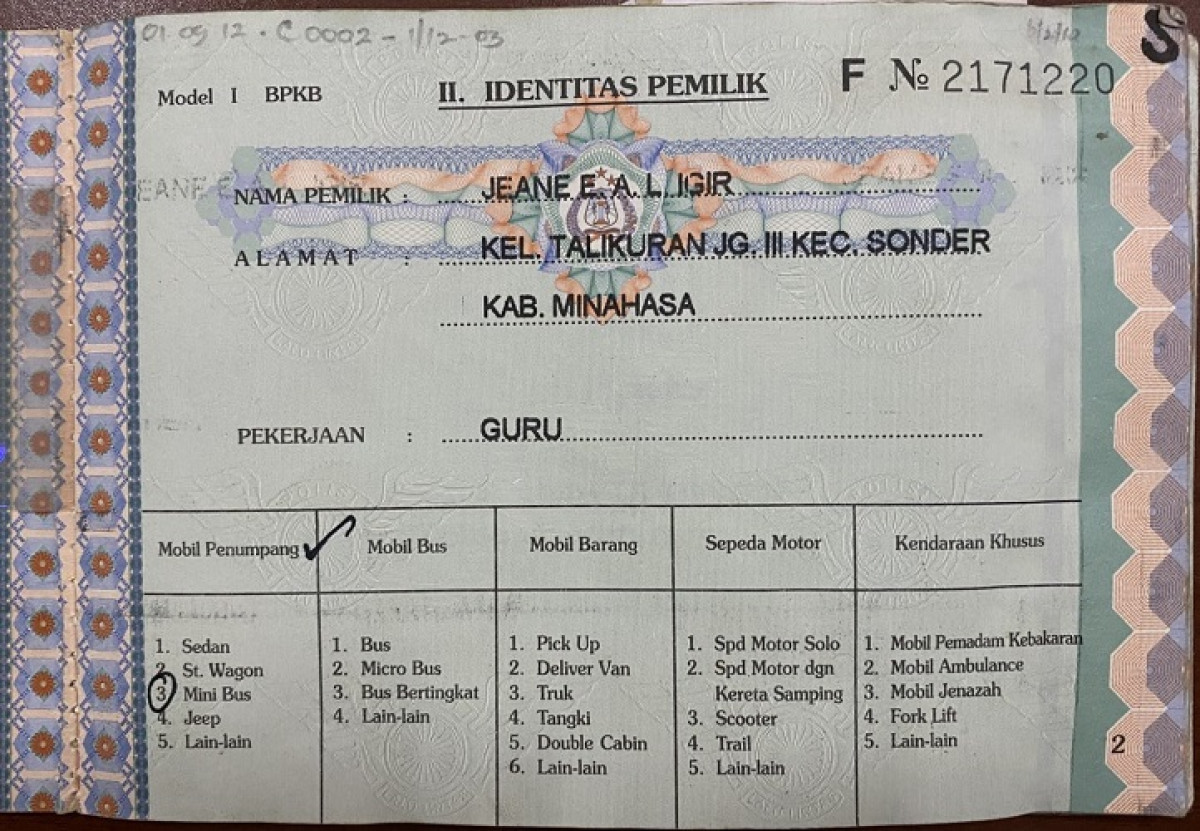 01 09 12 . C 0002 - 1/12-03
S
Model I BPKB
II. IDENTITAS PEMILIK
F № 2171220
NAMA PEMILIK : JEANE E. A. L. IGIR
ALAMAT : KEL. TALIKURAN JG. III KEC. SONDER
KAB. MINAHASA
PEKERJAAN : GURU
Mobil Penumpang ✓ Mobil Bus Mobil Barang Sepeda Motor Kendaraan Khusus
1. Sedan 1. Bus 1. Pick Up 1. Spd Motor Solo 1. Mobil Pemadam Kebakaran
2. St. Wagon 2. Micro Bus 2. Deliver Van 2. Spd Motor dgn 2. Mobil Ambulance
3. Mini Bus 3. Bus Bertingkat 3. Truk Kereta Samping 3. Mobil Jenazah
4. Jeep 4. Lain-lain 4. Tangki 3. Scooter 4. Fork Lift
5. Lain-lain 5. Double Cabin 4. Trail 5. Lain-lain
6. Lain-lain 5. Lain-lain
2